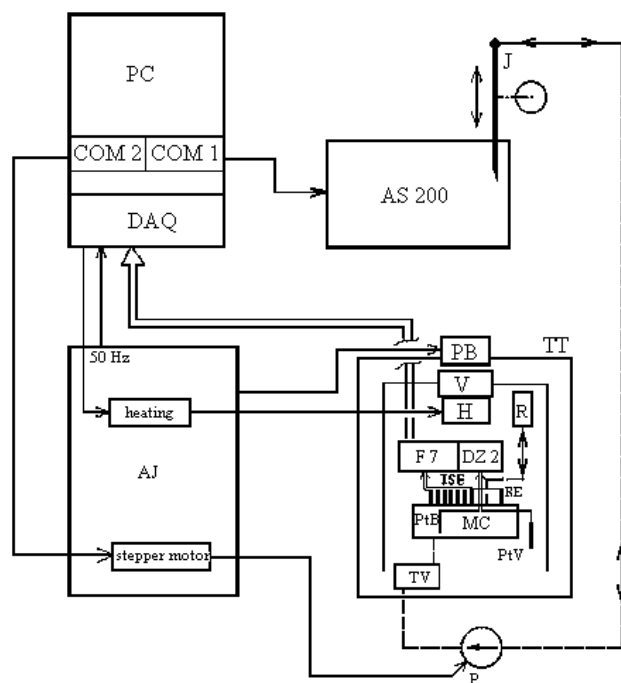 PC
J
COM 2 COM 1
AS 200
DAQ
50 Hz
PB
TT
V
heating
H
R
F 7 DZ 2
AJ
ISE
RE
PtB MC
stepper motor
PtV
TV
P